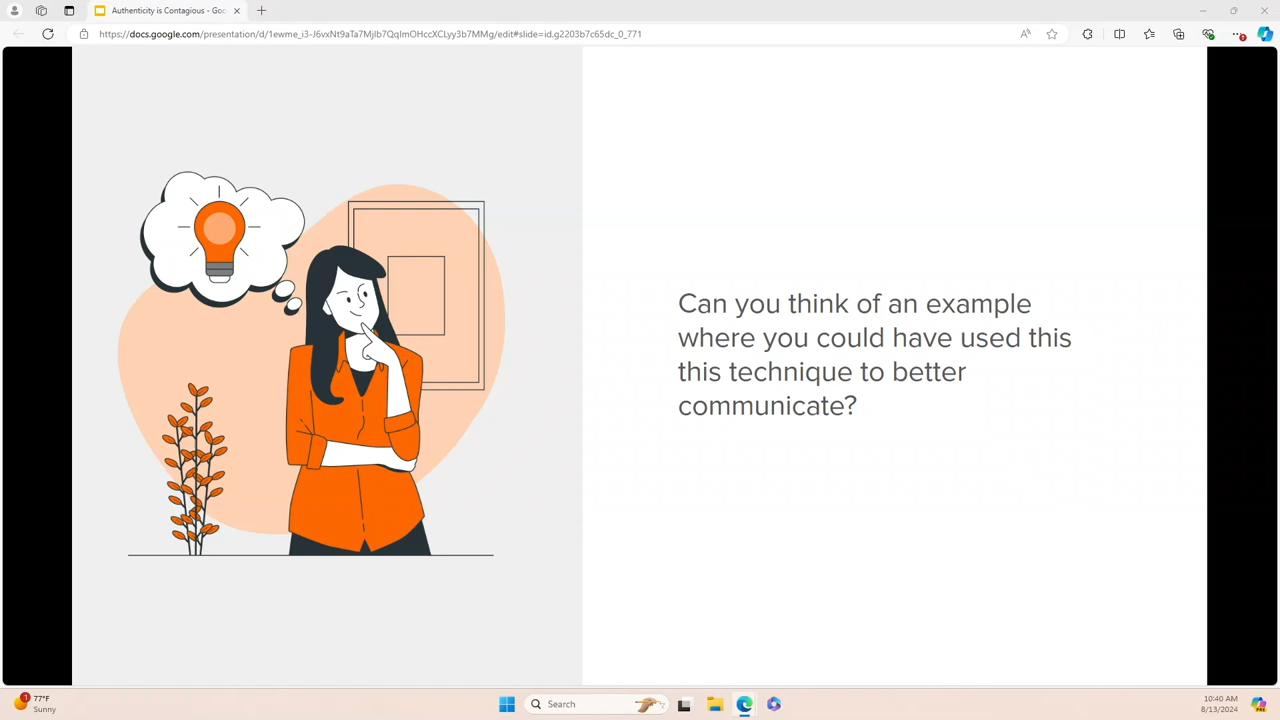 Authenticity is Contagious - Goo
https://docs.google.com/presentation/d/1ewme_i3-J6vxNt9aTa7MjIb7QqImOHccXCLyy3b7MMg/edit#slide=id.g2203b7c65dc_0_771
Can you think of an example
where you could have used this
this technique to better
communicate?
1
77°F
Sunny
Search
10:40 AM
8/13/2024